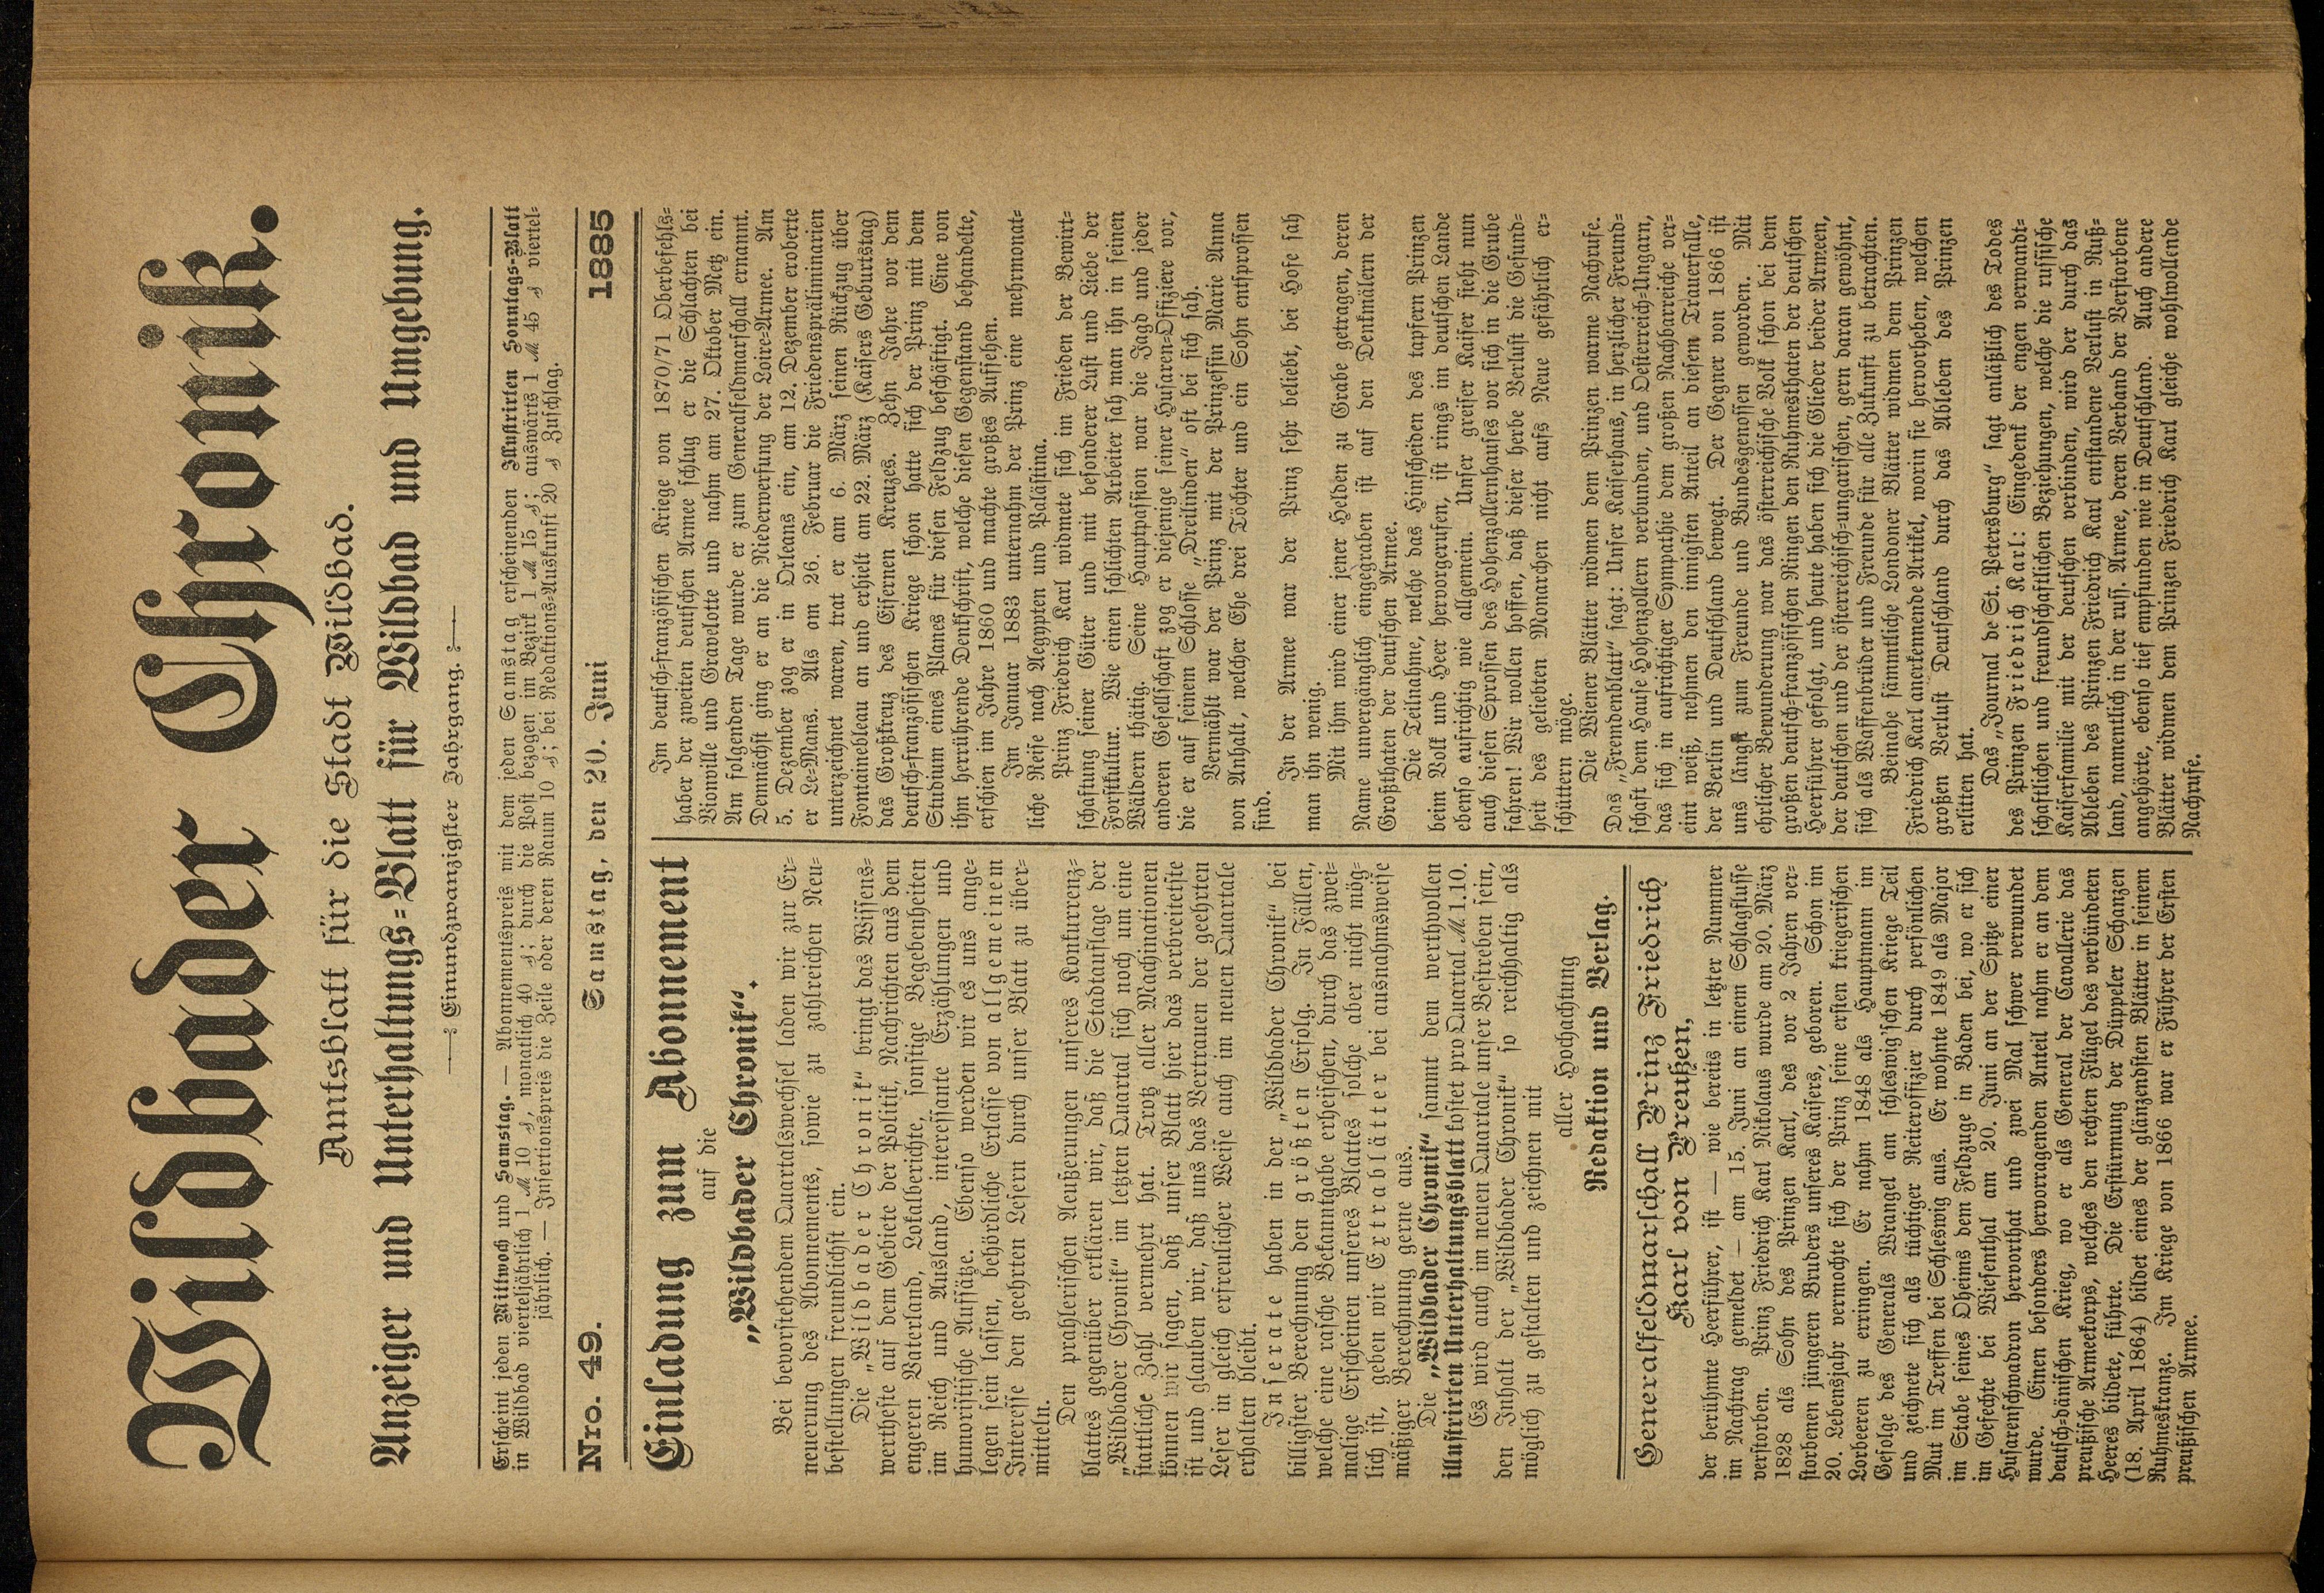 Wildbader Chronik.
Amtsblatt für die Stadt Wildbad.
Anzeiger und Unterhaltungs=Blatt für Wildbad und Umgebung.
Einundzwanzigster Jahrgang.
Erscheint jeden Mittwoch und Samstag. — Abonnementspreis mit dem jeden Samstag erscheinenden Illustrirten Sonntags-Blatt
in Wildbad vierteljährlich 1 ℳ 10 ₰, monatlich 40 ₰; durch die Post bezogen im Bezirk 1 ℳ 15 ₰; auswärts 1 ℳ 45 ₰ viertel=
jährlich. — Insertionspreis die Zeile oder deren Raum 10 ₰; bei Redaktions=Auskunft 20 ₰ Zuschlag.
Nro. 49. Samstag, den 20. Juni 1885
Einladung zum Abonnement
auf die
„Wildbader Chronik“.
Bei bevorstehendem Quartalswechsel laden wir zur Er=
neuerung des Abonnements, sowie zu zahlreichen Neu=
bestellungen freundlichst ein.
Die „Wildbader Chronik“ bringt das Wissens=
wertheste auf dem Gebiete der Politik, Nachrichten aus dem
engeren Vaterland, Lokalberichte, sonstige Begebenheiten
im Reich und Ausland, interessante Erzählungen und
humoristische Aufsätze. Ebenso werden wir es uns ange=
legen sein lassen, behördliche Erlasse von allgemeinem
Interesse den geehrten Lesern durch unser Blatt zu über=
mitteln.
Den prahlerischen Aeußerungen unseres Konkurrenz=
blattes gegenüber erklären wir, daß die Stadtauflage der
„Wildbader Chronik“ im letzten Quartal sich noch um eine
stattliche Zahl vermehrt hat. Trotz aller Machinationen
können wir sagen, daß unser Blatt hier das verbreitetste
ist und glauben wir, daß uns das Vertrauen der geehrten
Leser in gleich erfreulicher Weise auch im neuen Quartale
erhalten bleibt.
Inserate haben in der „Wildbader Chronik“ bei
billigster Berechnung den größten Erfolg. In Fällen,
welche eine rasche Bekanntgabe erheischen, durch das zwei=
malige Erscheinen unseres Blattes solche aber nicht mög=
lich ist, geben wir Extrablätter bei ausnahmsweise
mäßiger Berechnung gerne aus.
Die „Wildbader Chronik“ sammt dem werthvollen
illustrirten Unterhaltungsblatt kostet pro Quartal ℳ 1.10.
Es wird auch im neuen Quartale unser Bestreben sein,
den Inhalt der „Wildbader Chronik“ so reichhaltig als
möglich zu gestalten und zeichnen mit
aller Hochachtung
Redaktion und Verlag.
Generalfeldmarschall Prinz Friedrich
Karl von Preußen,
der berühmte Heerführer, ist — wie bereits in letzter Nummer
im Nachtrag gemeldet — am 15. Juni an einem Schlagflusse
verstorben. Prinz Friedrich Karl Nikolaus wurde am 20. März
1828 als Sohn des Prinzen Karl, des vor 2 Jahren ver=
storbenen jüngeren Bruders unseres Kaisers, geboren. Schon im
20. Lebensjahr vermochte sich der Prinz seine ersten kriegerischen
Lorbeeren zu erringen. Er nahm 1848 als Hauptmann im
Gefolge des Generals Wrangel am schleswig'schen Kriege Teil
und zeichnete sich als tüchtiger Reiteroffizier durch persönlichen
Mut im Treffen bei Schleswig aus. Er wohnte 1849 als Major
im Stabe seines Oheims dem Feldzuge in Baden bei, wo er sich
im Gefechte bei Wiesenthal am 20. Juni an der Spitze einer
Husarenschwadron hervorthat und zwei Mal schwer verwundet
wurde. Einen besonders hervorragenden Anteil nahm er an dem
deutsch=dänischen Krieg, wo er als General der Cavallerie das
preußische Armeekorps, welches den rechten Flügel des verbündeten
Heeres bildete, führte. Die Erstürmung der Düppeler Schanzen
(18. April 1864) bildet eines der glänzendsten Blätter in seinem
Ruhmeskranze. Im Kriege von 1866 war er Führer der Ersten
preußischen Armee.
Im deutsch=französischen Kriege von 1870/71 Oberbefehls=
haber der zweiten deutschen Armee schlug er die Schlachten bei
Vionville und Gravelotte und nahm am 27. Oktober Metz ein.
Am folgenden Tage wurde er zum Generalfeldmarschall ernannt.
Demnächst ging er an die Niederwerfung der Loire=Armee. Am
5. Dezember zog er in Orleans ein, am 12. Dezember eroberte
er Le=Mans. Als am 26. Februar die Friedenspräliminarien
unterzeichnet waren, trat er am 6. März seinen Rückzug über
Fontainebleau an und erhielt am 22. März (Kaisers Geburtstag)
das Großkreuz des Eisernen Kreuzes. Zehn Jahre vor dem
deutsch=französischen Kriege schon hatte sich der Prinz mit dem
Studium eines Planes für diesen Feldzug beschäftigt. Eine von
ihm herrührende Denkschrift, welche diesen Gegenstand behandelte,
erschien im Jahre 1860 und machte großes Aufsehen.
Im Januar 1883 unternahm der Prinz eine mehrmonat=
liche Reise nach Aegypten und Palästina.
Prinz Friedrich Karl widmete sich im Frieden der Bewirt=
schaftung seiner Güter und mit besonderer Lust und Liebe der
Forstkultur. Wie einen schlichten Arbeiter sah man ihn in seinen
Wäldern thätig. Seine Hauptpassion war die Jagd und jeder
anderen Gesellschaft zog er diejenige seiner Husaren=Offiziere vor,
die er auf seinem Schlosse „Dreilinden“ oft bei sich sah.
Vermählt war der Prinz mit der Prinzessin Marie Anna
von Anhalt, welcher Ehe drei Töchter und ein Sohn entsprossen
sind.
In der Armee war der Prinz sehr beliebt, bei Hofe sah
man ihn wenig.
Mit ihm wird einer jener Helden zu Grabe getragen, deren
Name unvergänglich eingegraben ist auf den Denkmälern der
Großthaten der deutschen Armee.
Die Teilnahme, welche das Hinscheiden des tapfern Prinzen
beim Volk und Heer hervorgerufen, ist rings im deutschen Lande
ebenso aufrichtig wie allgemein. Unser greiser Kaiser sieht nun
auch diesen Sprossen des Hohenzollernhauses vor sich in die Grube
fahren! Wir wollen hoffen, daß dieser herbe Verlust die Gesund=
heit des geliebten Monarchen nicht aufs Neue gefährlich er=
schüttern möge.
Die Wiener Blätter widmen dem Prinzen warme Nachrufe.
Das „Fremdenblatt“ sagt: Unser Kaiserhaus, in herzlicher Freund=
schaft dem Hause Hohenzollern verbunden, und Oesterreich=Ungarn,
das sich in aufrichtiger Sympathie dem großen Nachbarreiche ver=
eint weiß, nehmen den innigsten Anteil an diesem Trauerfalle,
der Berlin und Deutschland bewegt. Der Gegner von 1866 ist
uns längst zum Freunde und Bundesgenossen geworden. Mit
ehrlicher Bewunderung war das österreichische Volk schon bei dem
großen deutsch=französischen Ringen den Ruhmesthaten der deutschen
Heerführer gefolgt, und heute haben sich die Glieder beider Armeen,
der deutschen und der österreichisch=ungarischen, gern daran gewöhnt,
sich als Waffenbrüder und Freunde für alle Zukunft zu betrachten.
Beinahe sämmtliche Londoner Blätter widmen dem Prinzen
Friedrich Karl anerkennende Artikel, worin sie hervorheben, welchen
großen Verlust Deutschland durch das Ableben des Prinzen
erlitten hat.
Das „Journal de St. Petersburg“ sagt anläßlich des Todes
des Prinzen Friedrich Karl: Eingedenk der engen verwandt=
schaftlichen und freundschaftlichen Beziehungen, welche die russische
Kaiserfamilie mit der deutschen verbinden, wird der durch das
Ableben des Prinzen Friedrich Karl entstandene Verlust in Ruß=
land, namentlich in der russ. Armee, deren Verband der Verstorbene
angehörte, ebenso tief empfunden wie in Deutschland. Auch andere
Blätter widmen dem Prinzen Friedrich Karl gleiche wohlwollende
Nachrufe.